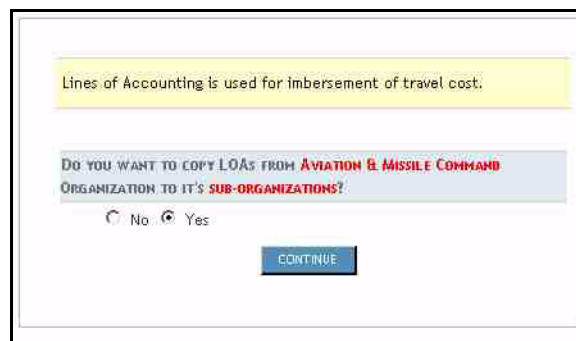 Lines of Accounting is used for imbersement of travel cost.
DO YOU WANT TO COPY LOAS FROM AVIATION & MISSILE COMMAND
ORGANIZATION TO IT'S SUB-ORGANIZATIONS?
No Yes
CONTINUE